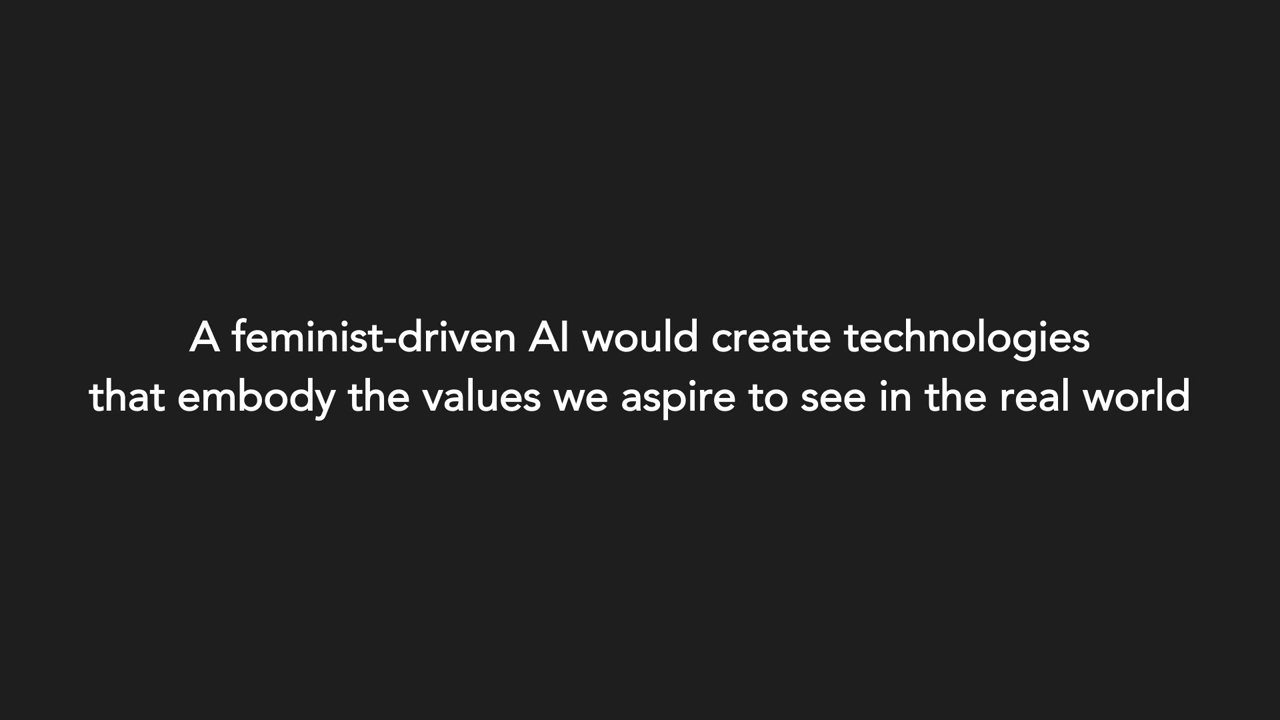 A feminist-driven AI would create technologies
that embody the values we aspire to see in the real world